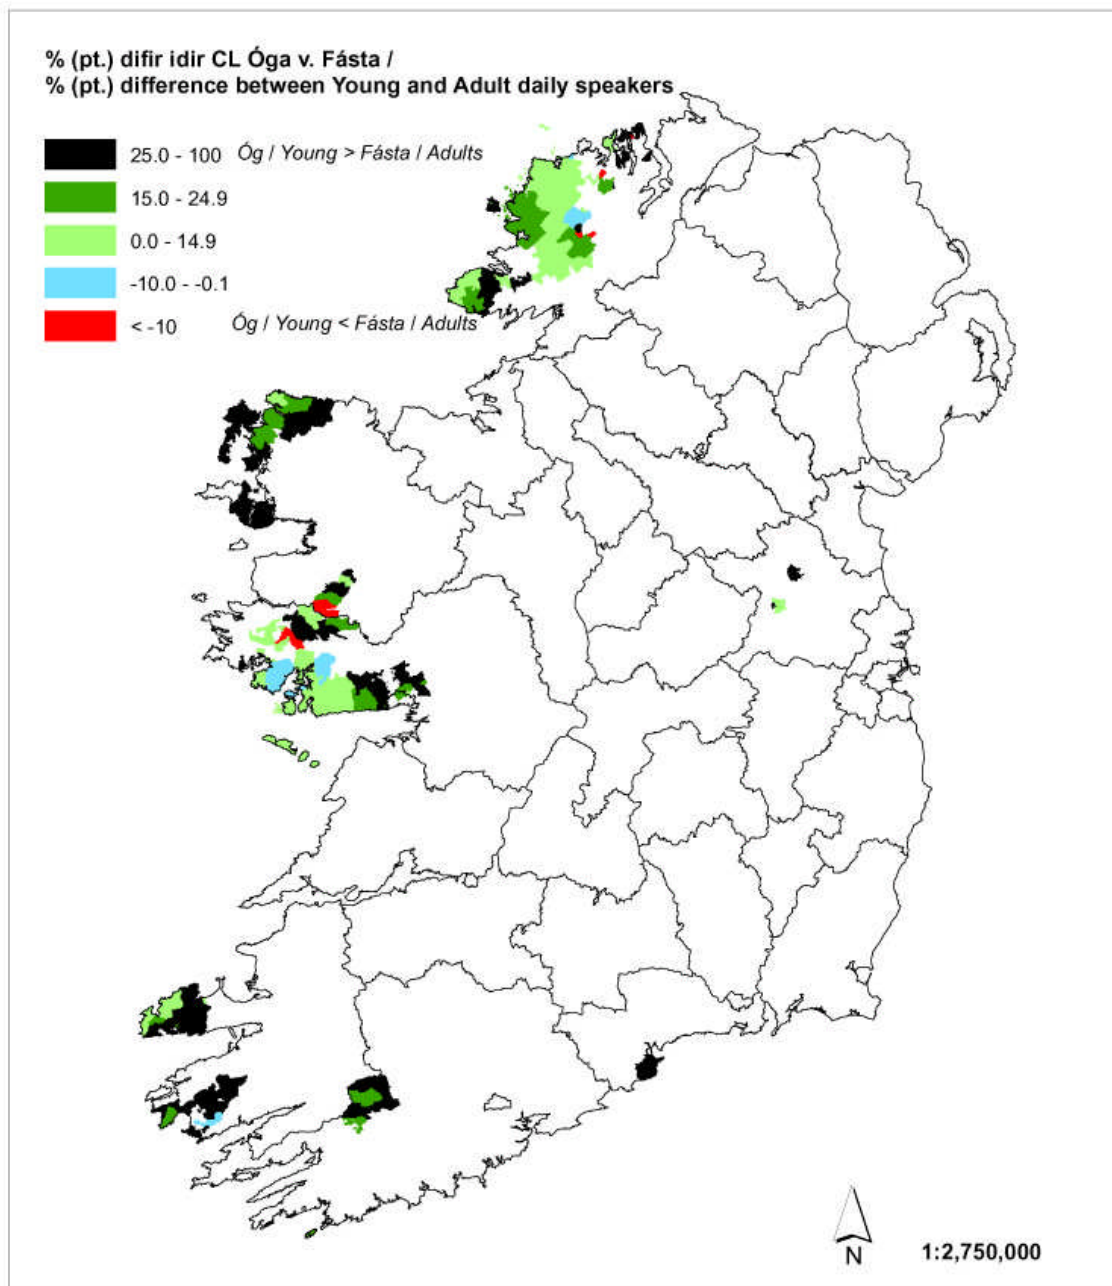 % (pt.) difir idir CL Óga v. Fásta /
% (pt.) difference between Young and Adult daily speakers
25.0 - 100 Óg / Young > Fásta / Adults
15.0 - 24.9
0.0 - 14.9
-10.0 - -0.1
< -10 Óg / Young < Fásta / Adults
N
1:2,750,000